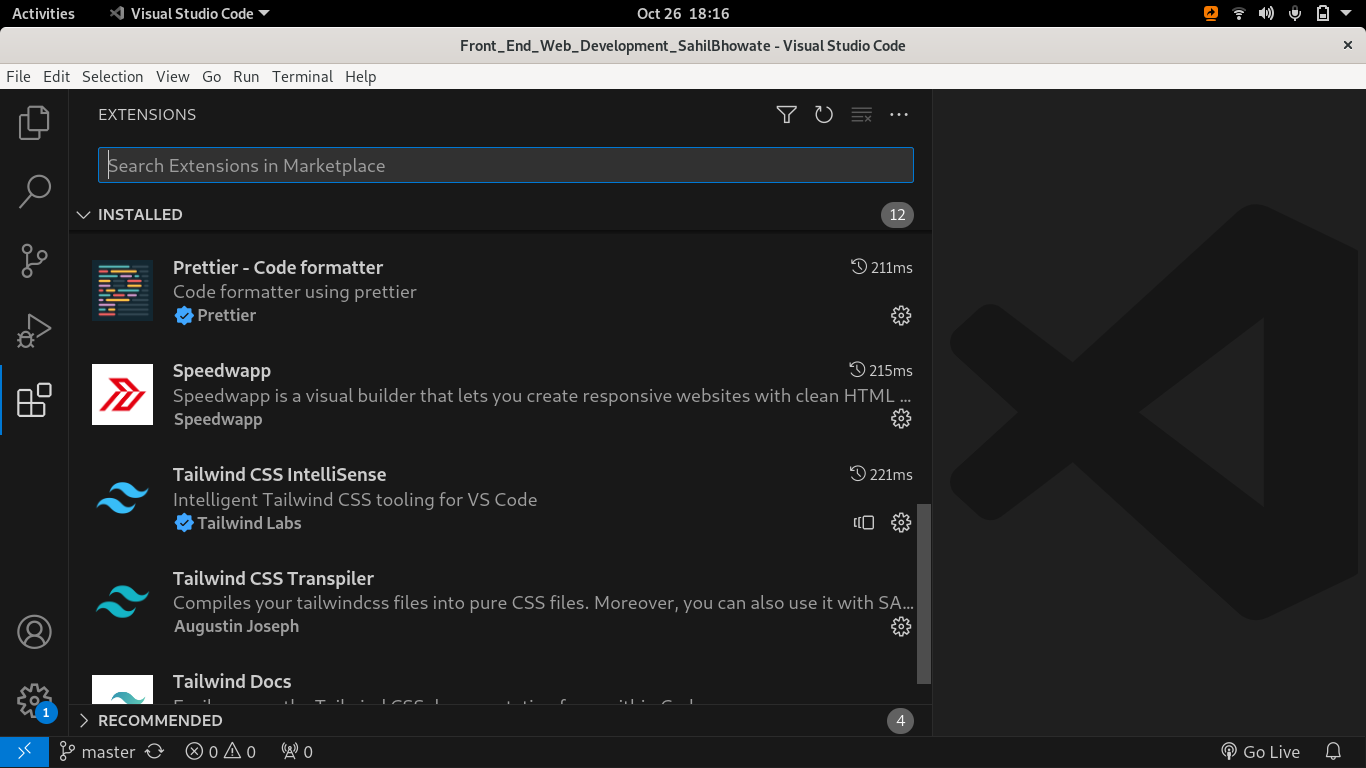 Activities Visual Studio Code Oct 26 18:16
Front_End_Web_Development_SahilBhowate - Visual Studio Code
File Edit Selection View Go Run Terminal Help
EXTENSIONS
Search Extensions in Marketplace
INSTALLED 12
Prettier - Code formatter 211ms
Code formatter using prettier
Prettier
Speedwapp 215ms
Speedwapp is a visual builder that lets you create responsive websites with clean HTML ...
Speedwapp
Tailwind CSS IntelliSense 221ms
Intelligent Tailwind CSS tooling for VS Code
Tailwind Labs
Tailwind CSS Transpiler
Compiles your tailwindcss files into pure CSS files. Moreover, you can also use it with SA...
Augustin Joseph
Tailwind Docs
RECOMMENDED 4
1
master 0 0 0 Go Live